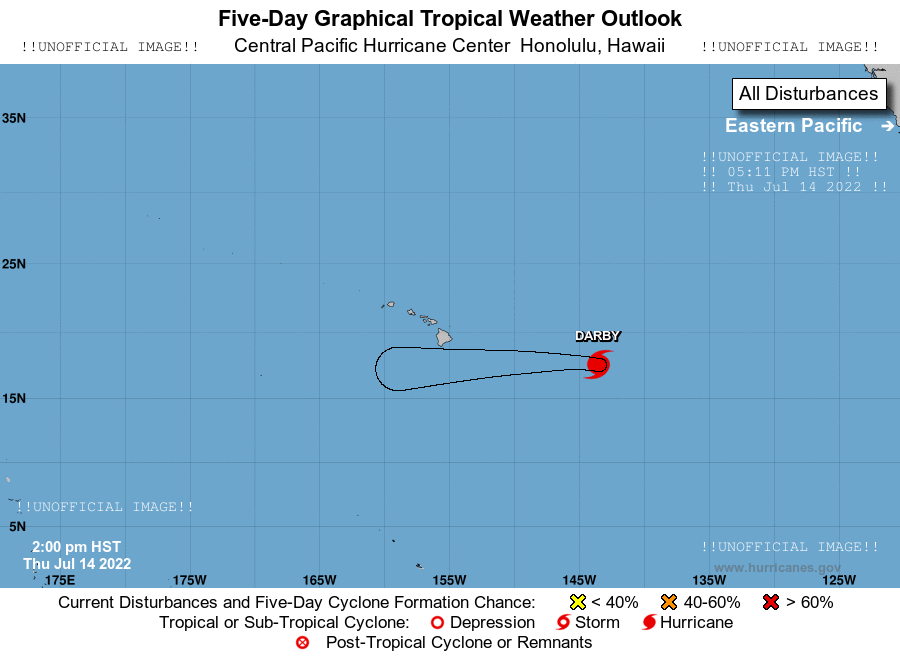 Five-Day Graphical Tropical Weather Outlook
!!UNOFFICIAL IMAGE!! Central Pacific Hurricane Center Honolulu, Hawaii !!UNOFFICIAL IMAGE!!
All Disturbances
35N
Eastern Pacific →
!!UNOFFICIAL IMAGE!!
!! 05:11 PM HST !!
!! Thu Jul 14 2022 !!
25N
DARBY
15N
!!UNOFFICIAL IMAGE!!
5N
2:00 pm HST
Thu Jul 14 2022
!!UNOFFICIAL IMAGE!!
www.hurricanes.gov
175E 175W 165W 155W 145W 135W 125W
Current Disturbances and Five-Day Cyclone Formation Chance: < 40% 40-60% > 60%
Tropical or Sub-Tropical Cyclone: Depression Storm Hurricane
Post-Tropical Cyclone or Remnants